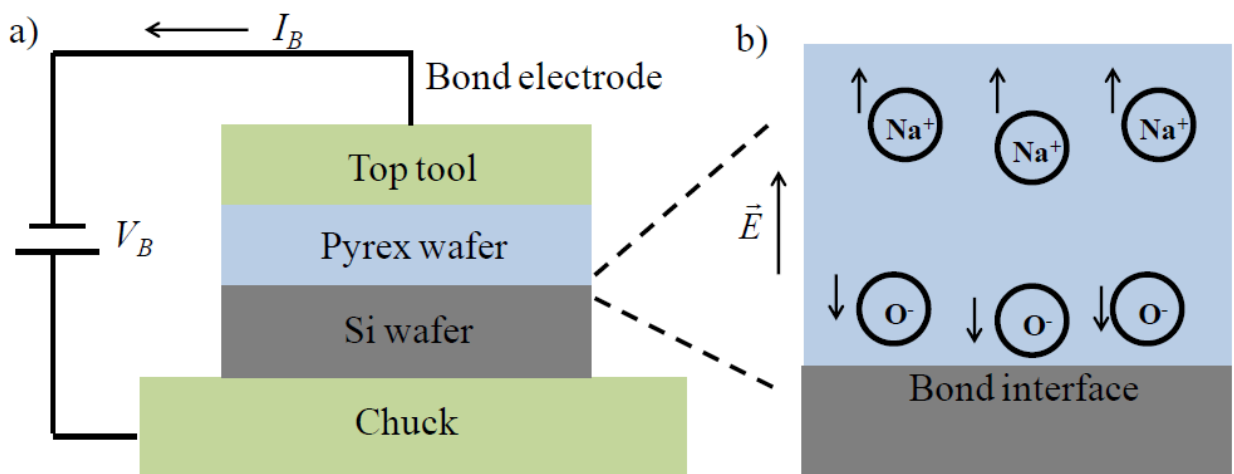 a)
I_B
Bond electrode
Top tool
Pyrex wafer
Si wafer
Chuck
V_B
b)
Na⁺
Na⁺
Na⁺
E⃗
O⁻
O⁻
O⁻
Bond interface